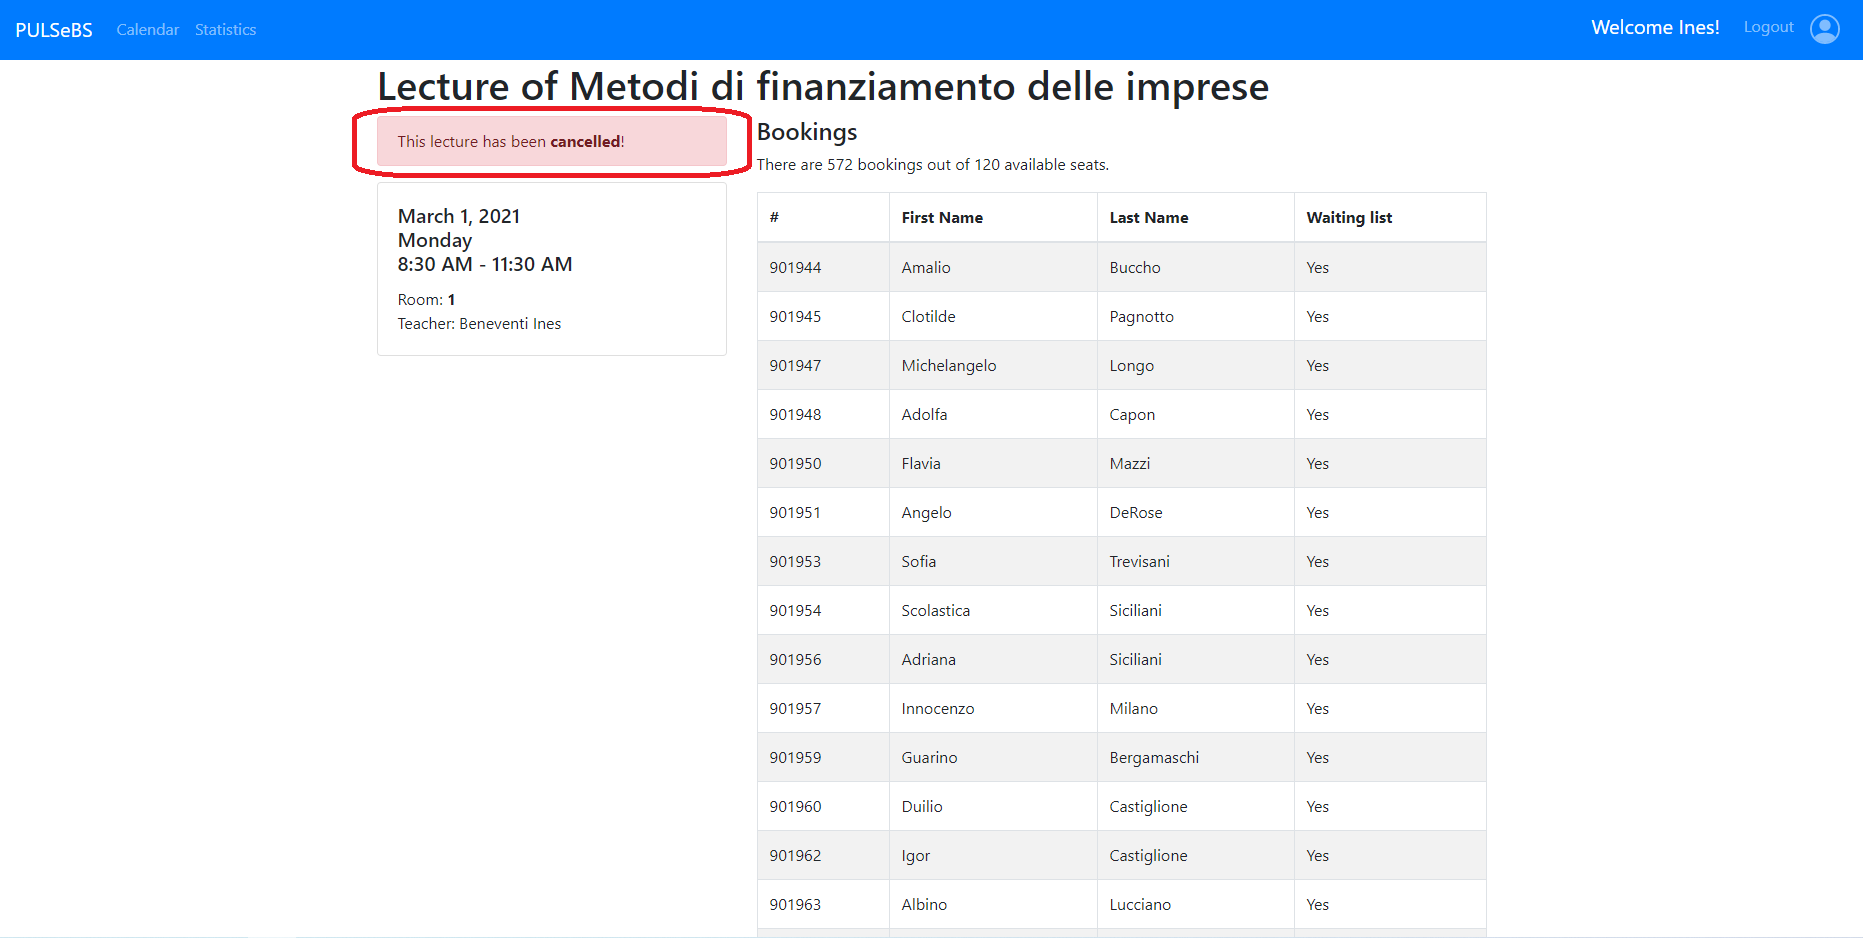 PULSeBS Calendar Statistics Welcome Ines! Logout
Lecture of Metodi di finanziamento delle imprese
This lecture has been cancelled!
March 1, 2021
Monday
8:30 AM - 11:30 AM
Room: 1
Teacher: Beneventi Ines
Bookings
There are 572 bookings out of 120 available seats.
# First Name Last Name Waiting list
901944 Amalio Buccho Yes
901945 Clotilde Pagnotto Yes
901947 Michelangelo Longo Yes
901948 Adolfa Capon Yes
901950 Flavia Mazzi Yes
901951 Angelo DeRose Yes
901953 Sofia Trevisani Yes
901954 Scolastica Siciliani Yes
901956 Adriana Siciliani Yes
901957 Innocenzo Milano Yes
901959 Guarino Bergamaschi Yes
901960 Duilio Castiglione Yes
901962 Igor Castiglione Yes
901963 Albino Lucciano Yes